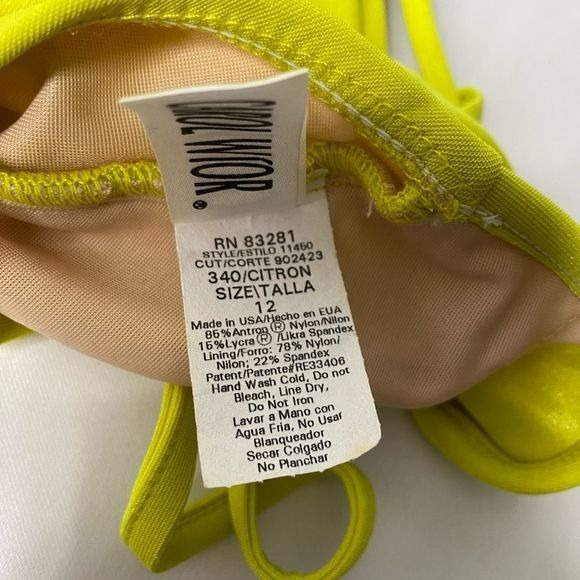 CAROL WIOR®
RN 83281
STYLE/ESTILO 11450
CUT/CORTE 902423
340/CITRON
SIZE\TALLA
12
Made in USA/Hecho en EUA
85%Antron® Nylon/Nilon
15%Lycra®/Likra Spandex
Lining/Forro: 78% Nylon/
Nilon; 22% Spandex
Patent/Patente#RE33406
Hand Wash Cold, Do not
Bleach, Line Dry,
Do Not Iron
Lavar a Mano con
Agua Fria, No Usar
Blanqueador
Secar Colgado
No Planchar